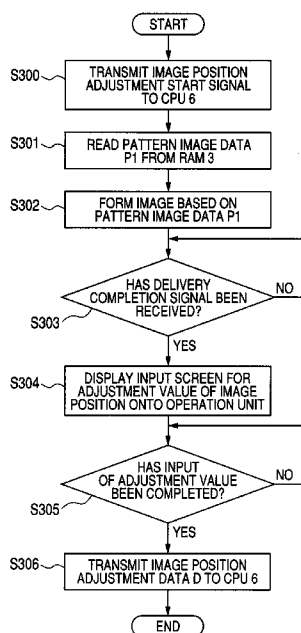 START
S300
TRANSMIT IMAGE POSITION
ADJUSTMENT START SIGNAL
TO CPU 6
S301
READ PATTERN IMAGE DATA
P1 FROM RAM 3
S302
FORM IMAGE BASED ON
PATTERN IMAGE DATA P1
HAS DELIVERY
COMPLETION SIGNAL BEEN
RECEIVED?
NO
S303
YES
S304
DISPLAY INPUT SCREEN FOR
ADJUSTMENT VALUE OF IMAGE
POSITION ONTO OPERATION UNIT
HAS INPUT
OF ADJUSTMENT VALUE
BEEN COMPLETED?
NO
S305
YES
S306
TRANSMIT IMAGE POSITION
ADJUSTMENT DATA D TO CPU 6
END